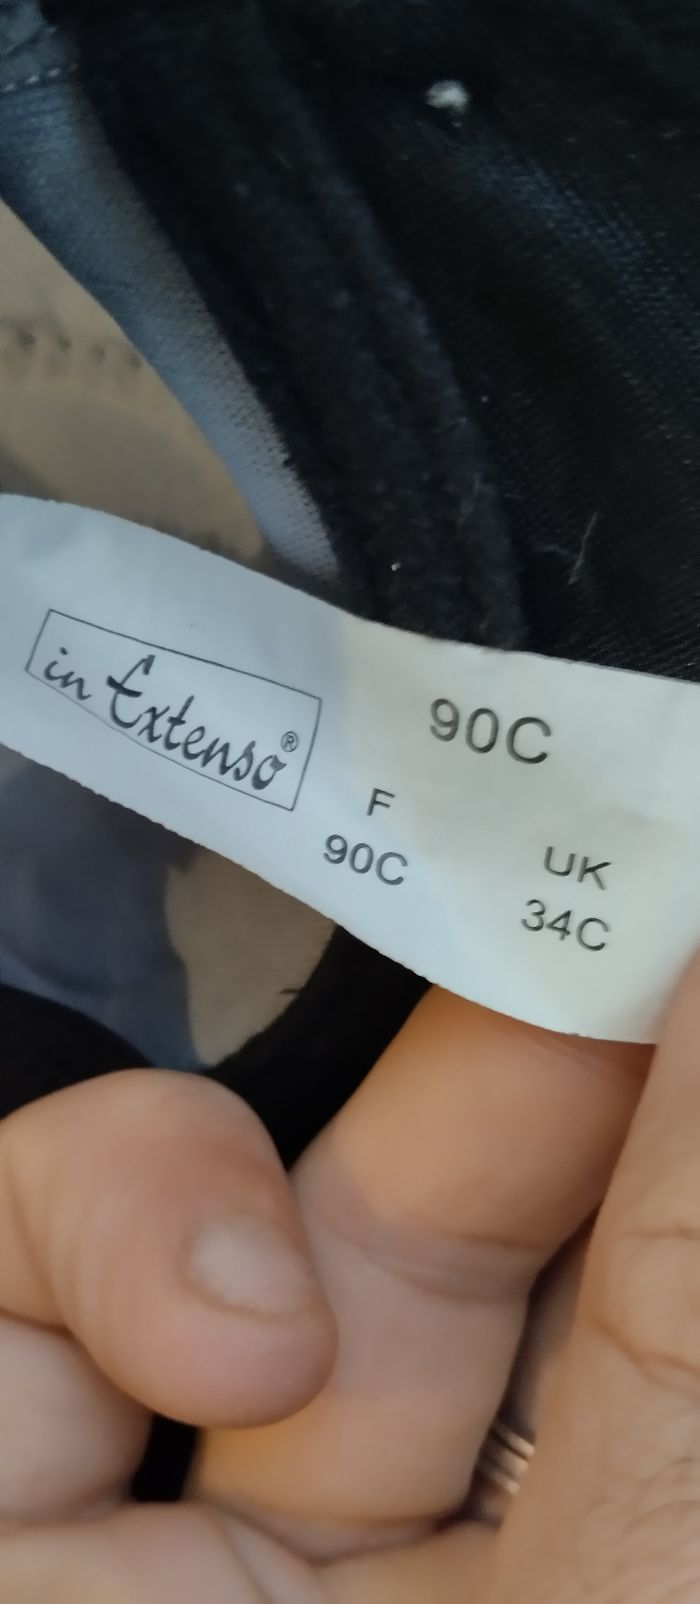 in Extenso®
90C
F UK
90C 34C